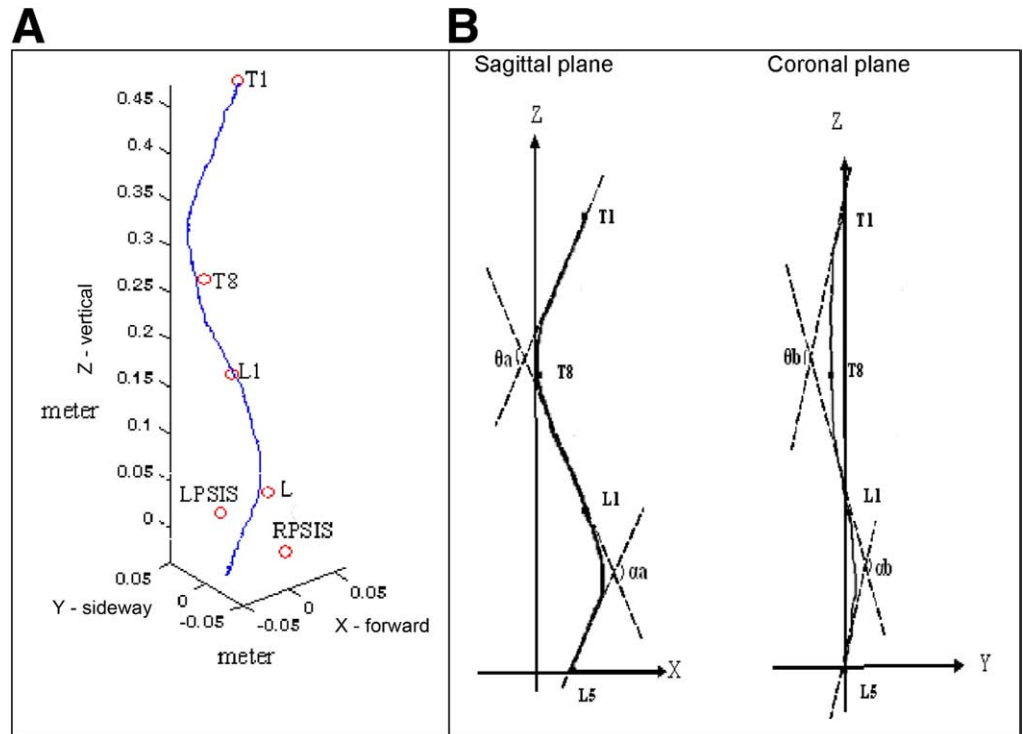 A
T1
0.45
0.4
0.35
0.3
0.25
0.2
0.15
0.1
0.05
0
Z - vertical
meter
T8
L1
L
LPSIS
RPSIS
0.05
0
-0.05
Y - sideway
-0.05
0
0.05
X - forward
meter
B
Sagittal plane
Z
T1
θa
T8
L1
αa
X
L5
Coronal plane
Z
T1
θb
T8
L1
αb
Y
L5